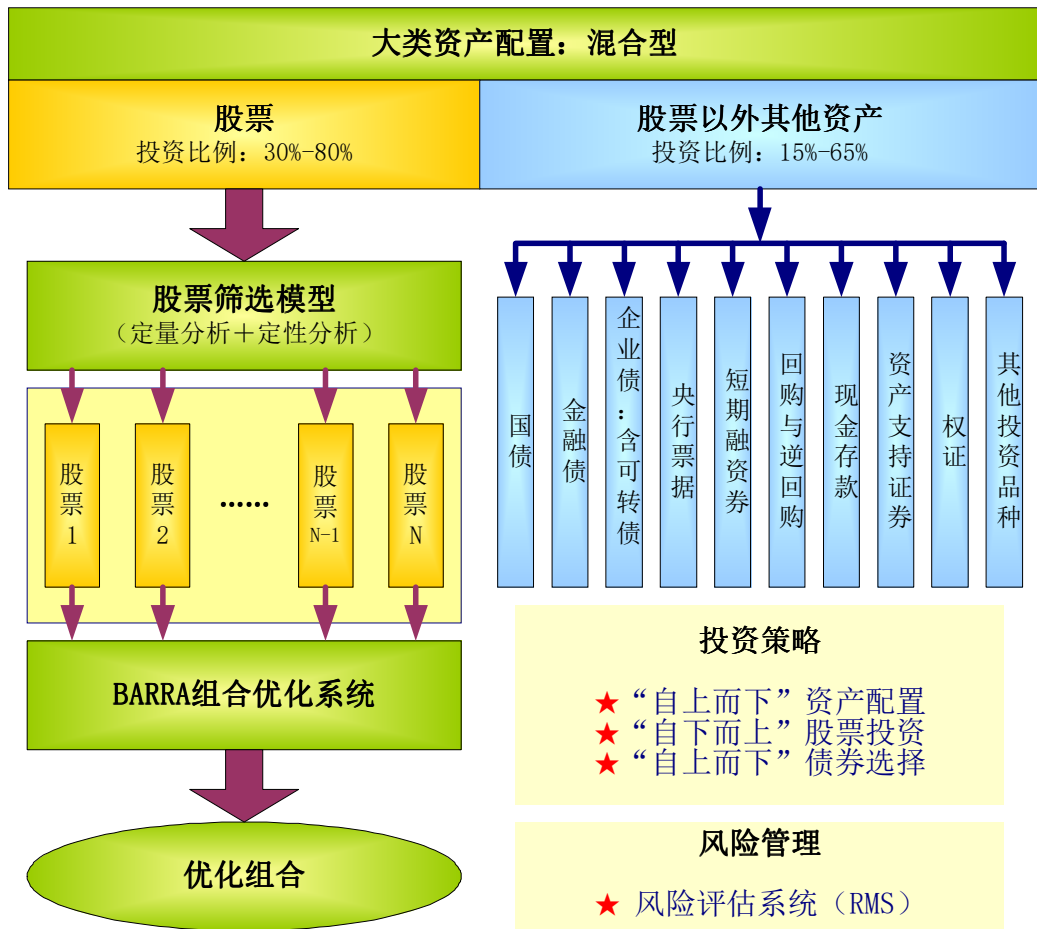 大类资产配置：混合型
股票
投资比例：30%-80%
股票以外其他资产
投资比例：15%-65%
股票筛选模型
（定量分析＋定性分析）
股票1
股票2
……
股票N-1
股票N
BARRA组合优化系统
优化组合
国债
金融债
企业债：含可转债
央行票据
短期融资券
回购与逆回购
现金存款
资产支持证券
权证
其他投资品种
投资策略
★“自上而下”资产配置
★“自下而上”股票投资
★“自上而下”债券选择
风险管理
★ 风险评估系统（RMS）